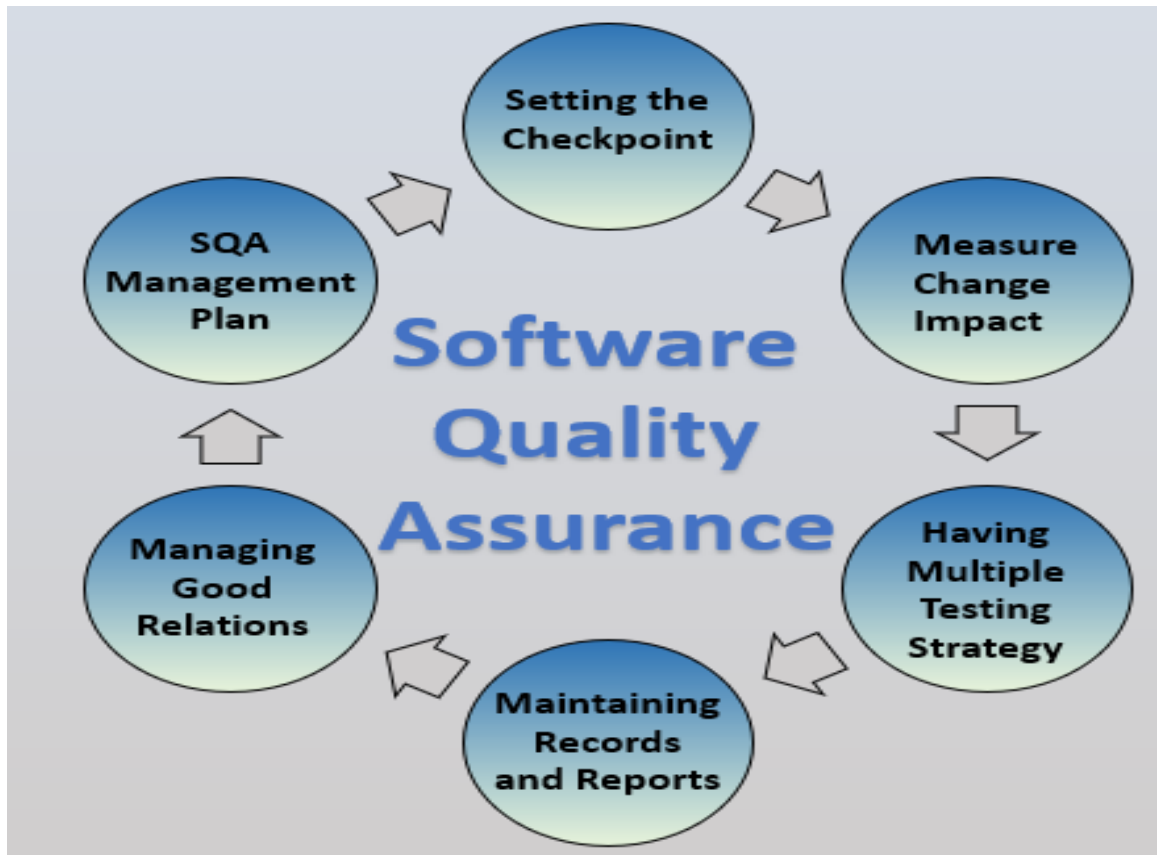 Setting the
Checkpoint
Measure
Change
Impact
Having
Multiple
Testing
Strategy
Maintaining
Records
and Reports
Managing
Good
Relations
SQA
Management
Plan
Software
Quality
Assurance